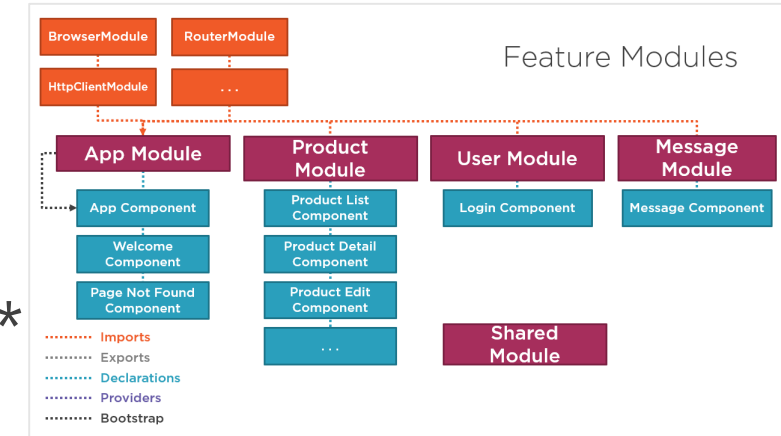 BrowserModule
RouterModule
Feature Modules
HttpClientModule
...
App Module
Product
Module
User Module
Message
Module
App Component
Product List
Component
Login Component
Message Component
Welcome
Component
Product Detail
Component
Page Not Found
Component
Product Edit
Component
*
...
Shared
Module
Imports
Exports
Declarations
Providers
Bootstrap